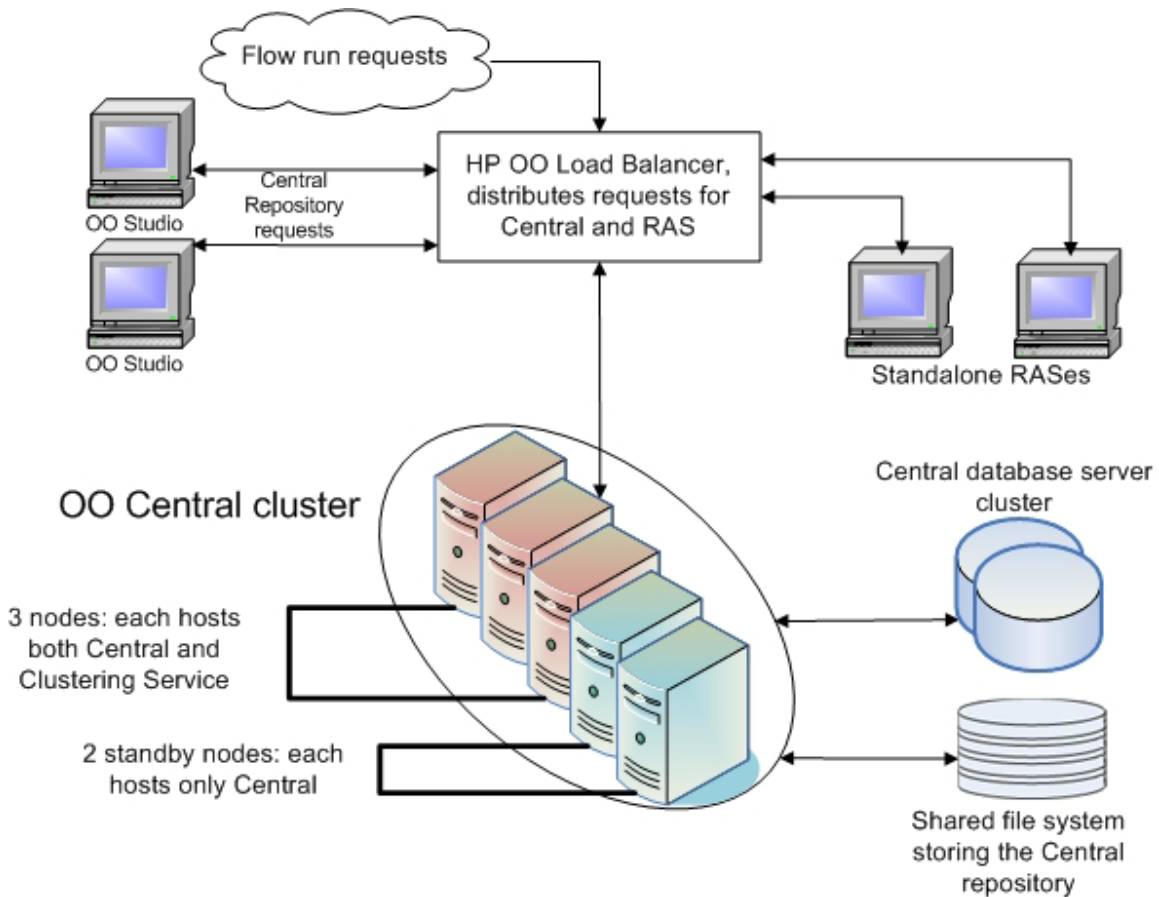 Flow run requests
HP OO Load Balancer,
distributes requests for
Central and RAS
Central
Repository
requests
OO Studio
OO Studio
Standalone RASes
OO Central cluster
Central database server
cluster
3 nodes: each hosts
both Central and
Clustering Service
2 standby nodes: each
hosts only Central
Shared file system
storing the Central
repository